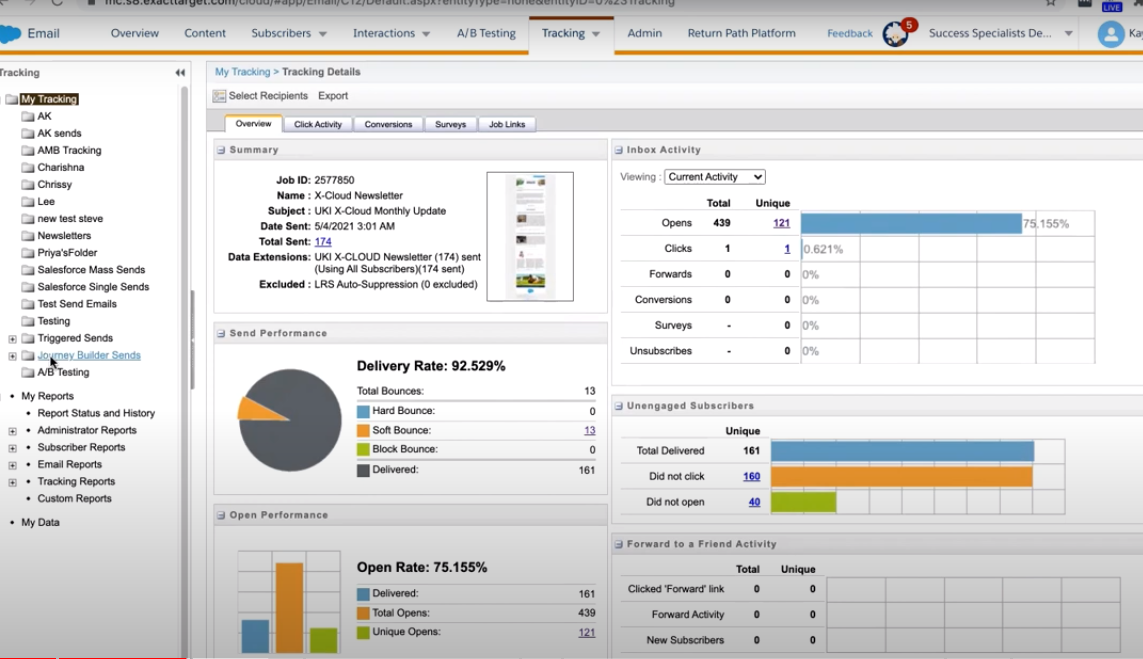 mc.s8.exacttarget.com/cloud/#app/Email/C12/Default.aspx?entityType=none&entityID=0%23Tracking
LIVE
Email
Overview
Content
Subscribers
Interactions
A/B Testing
Tracking
Admin
Return Path Platform
Feedback
5
Success Specialists De...
Tracking
My Tracking
AK
AK sends
AMB Tracking
Charishna
Chrissy
Lee
new test steve
Newsletters
Priya'sFolder
Salesforce Mass Sends
Salesforce Single Sends
Test Send Emails
Testing
Triggered Sends
Journey Builder Sends
A/B Testing
My Reports
Report Status and History
Administrator Reports
Subscriber Reports
Email Reports
Tracking Reports
Custom Reports
My Data
My Tracking > Tracking Details
Select Recipients Export
Overview
Click Activity
Conversions
Surveys
Job Links
Summary
Job ID: 2577850
Name : X-Cloud Newsletter
Subject : UKI X-Cloud Monthly Update
Date Sent: 5/4/2021 3:01 AM
Total Sent: 174
Data Extensions: UKI X-CLOUD Newsletter (174) sent
(Using All Subscribers)(174 sent)
Excluded : LRS Auto-Suppression (0 excluded)
Send Performance
Delivery Rate: 92.529%
Total Bounces: 13
Hard Bounce: 0
Soft Bounce: 13
Block Bounce: 0
Delivered: 161
Open Performance
Open Rate: 75.155%
Delivered: 161
Total Opens: 439
Unique Opens: 121
Inbox Activity
Viewing : Current Activity
Total Unique
Opens 439 121 75.155%
Clicks 1 1 0.621%
Forwards 0 0 0%
Conversions 0 0 0%
Surveys - 0 0%
Unsubscribes - 0 0%
Unengaged Subscribers
Unique
Total Delivered 161
Did not click 160
Did not open 40
Forward to a Friend Activity
Total Unique
Clicked 'Forward' link 0 0
Forward Activity 0 0
New Subscribers 0 0